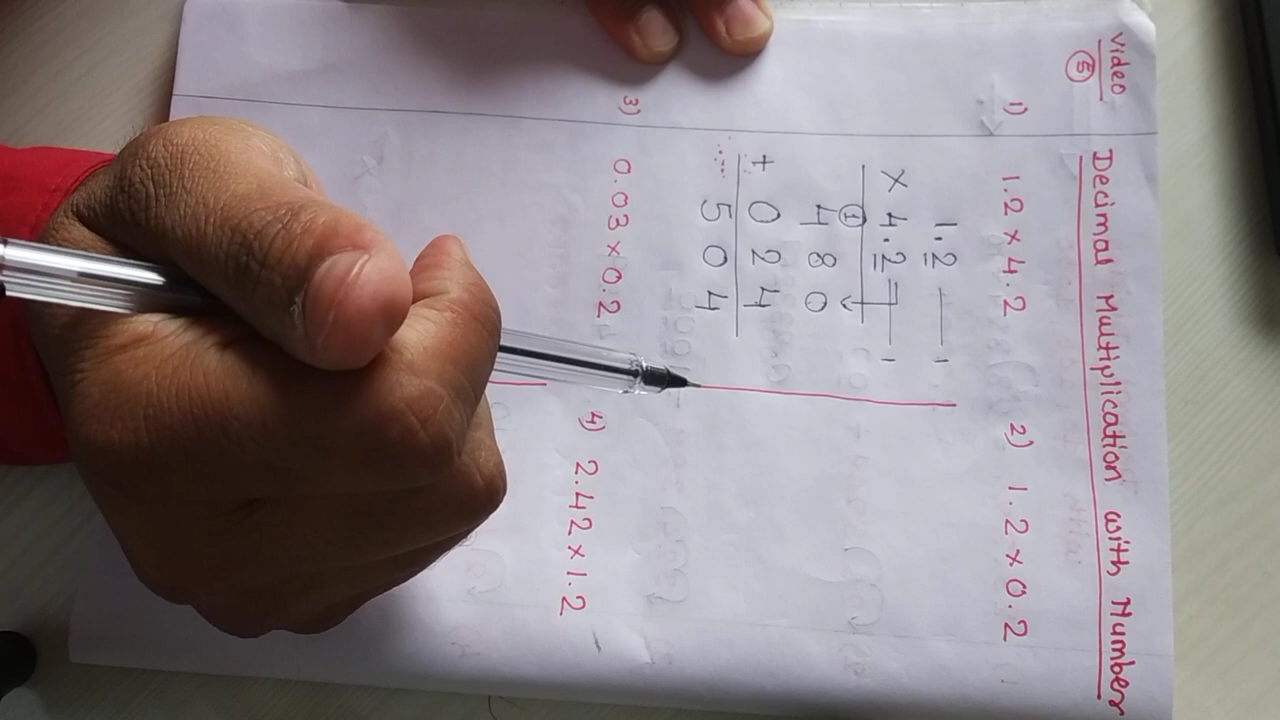 Video
5
Decimal Multiplication with Number
1) 1.2 × 4.2
1.2 — 1
× 4.2 — 1
1
4 8 0
+ 0 2 4
5 0 4
2) 1.2 × 0.2
3) 0.03 × 0.2
4) 2.42 × 1.2